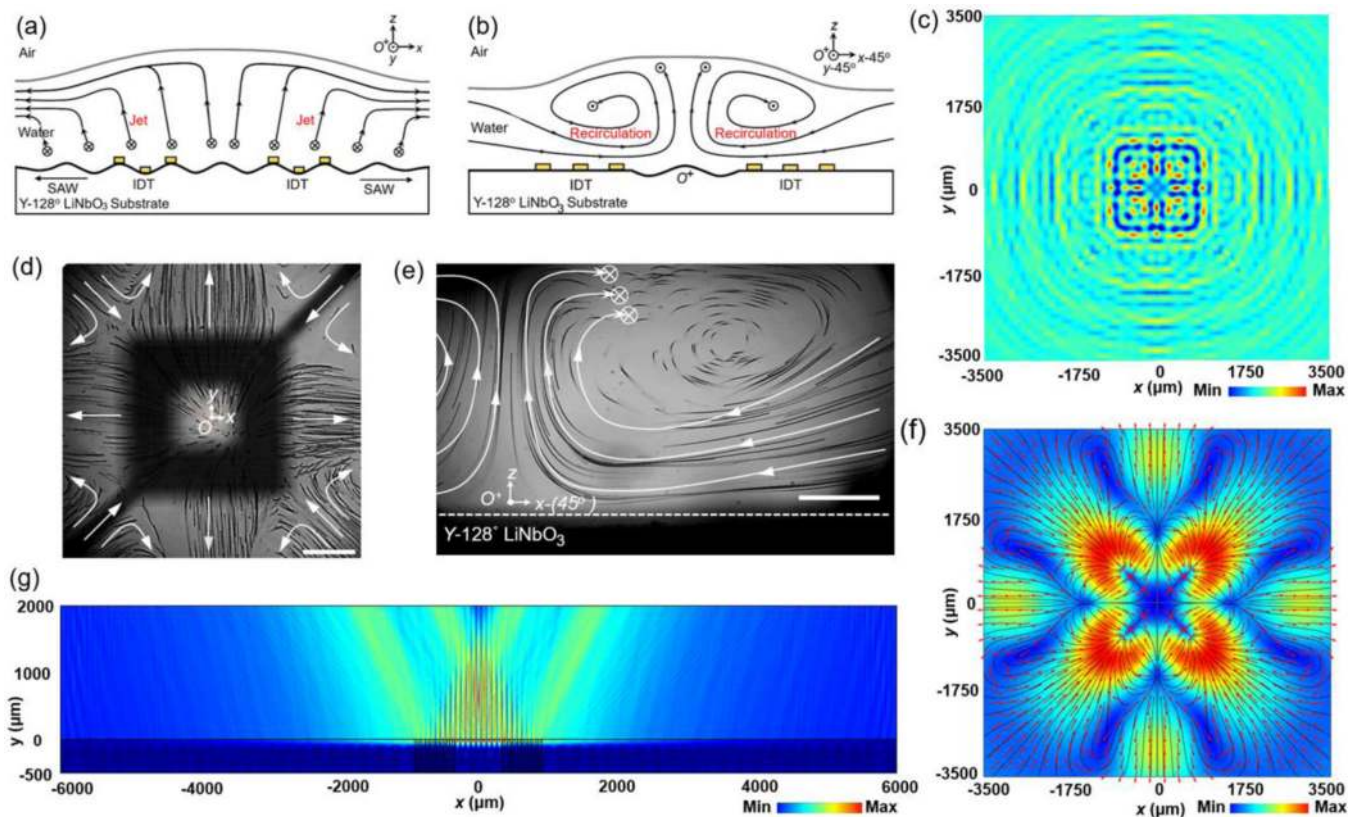 (a)
Air
z
O⁺
x
y
Jet
Jet
Water
SAW
IDT
IDT
SAW
Y-128° LiNbO₃ Substrate
(b)
Air
z
O⁺
y-45°
x-45°
Water
Recirculation
Recirculation
IDT
O⁺
IDT
Y-128° LiNbO₃ Substrate
(c)
3500
1750
0
-1750
-3500
y (µm)
-3500
-1750
0
1750
3500
x (µm)
Min
Max
(d)
y
x
O
(e)
z
O⁺
x-(45°)
Y-128° LiNbO₃
(f)
3500
1750
0
-1750
-3500
y (µm)
-3500
-1750
0
1750
3500
x (µm)
Min
Max
(g)
2000
1000
0
-500
y (µm)
-6000
-4000
-2000
0
2000
4000
6000
x (µm)
Min
Max